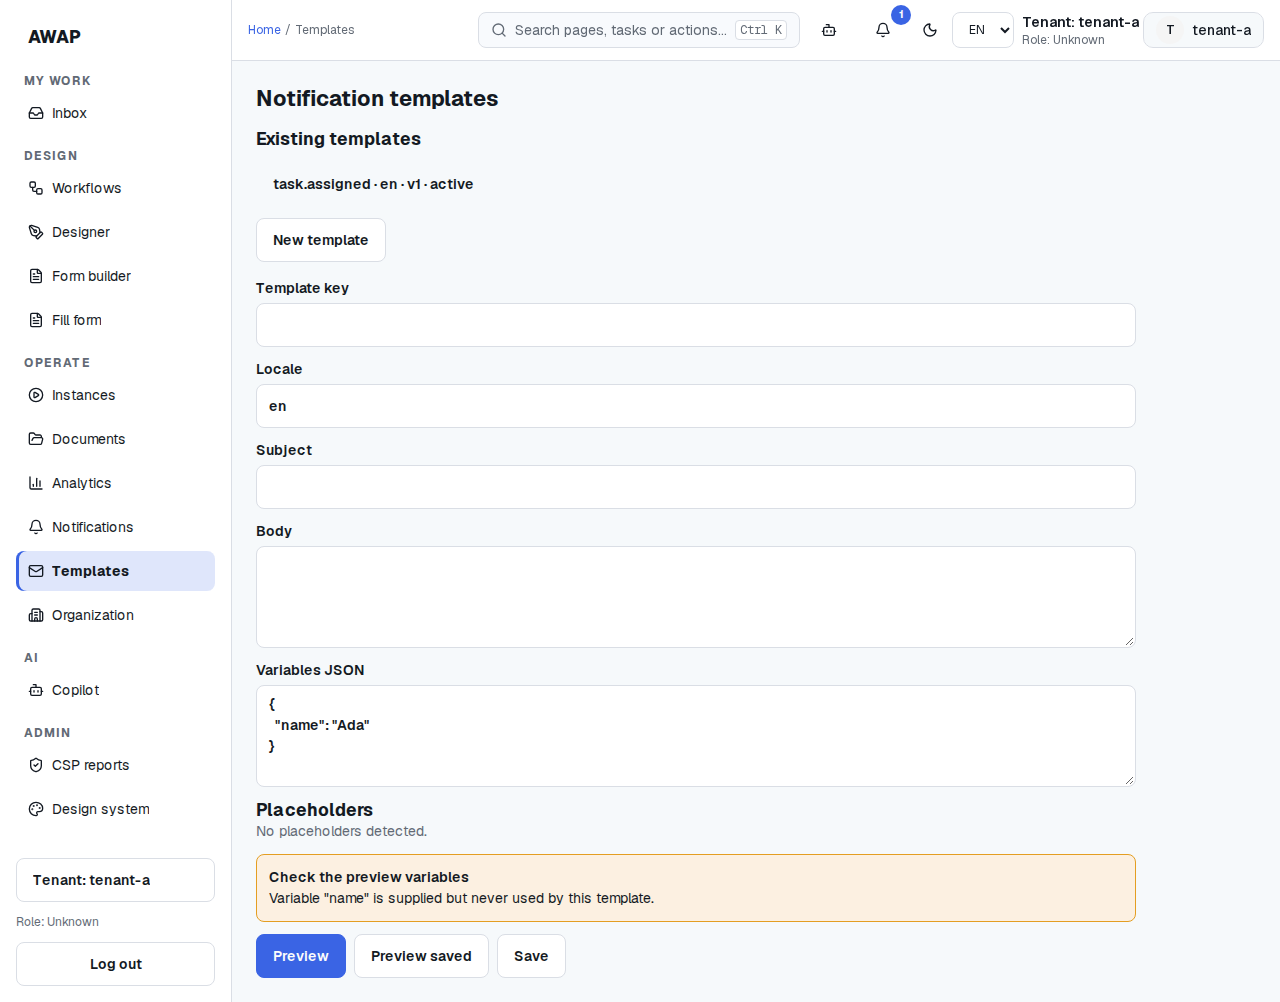 AWAP
MY WORK
Inbox
DESIGN
Workflows
Designer
Form builder
Fill form
OPERATE
Instances
Documents
Analytics
Notifications
Templates
Organization
AI
Copilot
ADMIN
CSP reports
Design system
Tenant: tenant-a
Role: Unknown
Log out
Home / Templates
Search pages, tasks or actions... Ctrl K
1
EN
Tenant: tenant-a
Role: Unknown
T tenant-a
Notification templates
Existing templates
task.assigned · en · v1 · active
New template
Template key
Locale
en
Subject
Body
Variables JSON
{
"name": "Ada"
}
Placeholders
No placeholders detected.
Check the preview variables
Variable "name" is supplied but never used by this template.
Preview Preview saved Save